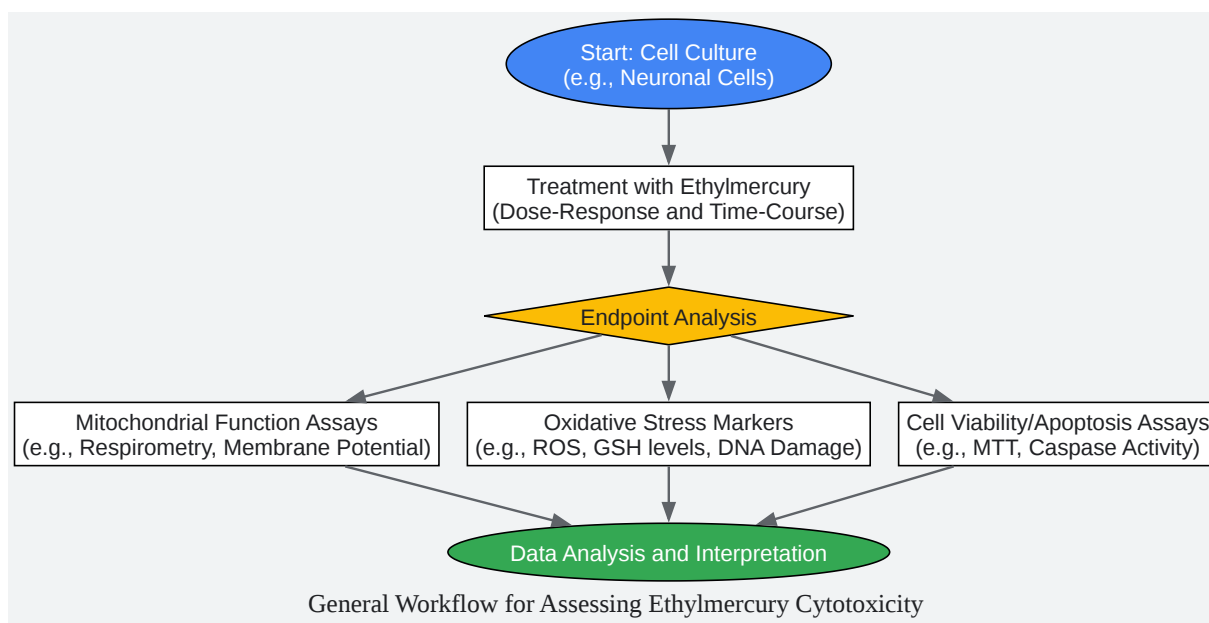 Start: Cell Culture
(e.g., Neuronal Cells)
Treatment with Ethylmercury
(Dose-Response and Time-Course)
Endpoint Analysis
Mitochondrial Function Assays
(e.g., Respirometry, Membrane Potential)
Oxidative Stress Markers
(e.g., ROS, GSH levels, DNA Damage)
Cell Viability/Apoptosis Assays
(e.g., MTT, Caspase Activity)
Data Analysis and Interpretation
General Workflow for Assessing Ethylmercury Cytotoxicity